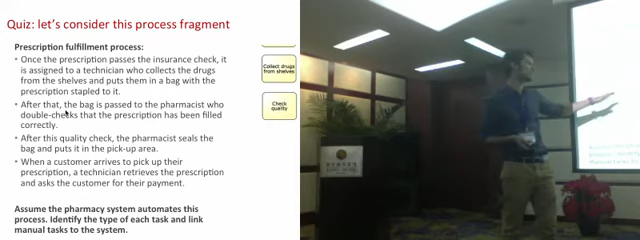 Quiz: let's consider this process fragment
Prescription fulfillment process:
• Once the prescription passes the insurance check, it
is assigned to a technician who collects the drugs
from the shelves and puts them in a bag with the
prescription stapled to it.
• After that, the bag is passed to the pharmacist who
double-checks that the prescription has been filled
correctly.
• After this quality check, the pharmacist seals the
bag and puts it in the pick-up area.
• When a customer arrives to pick up their
prescription, a technician retrieves the prescription
and asks the customer for their payment.
Assume the pharmacy system automates this
process. Identify the type of each task and link
manual tasks to the system.
Collect drugs
from shelves
Check
quality